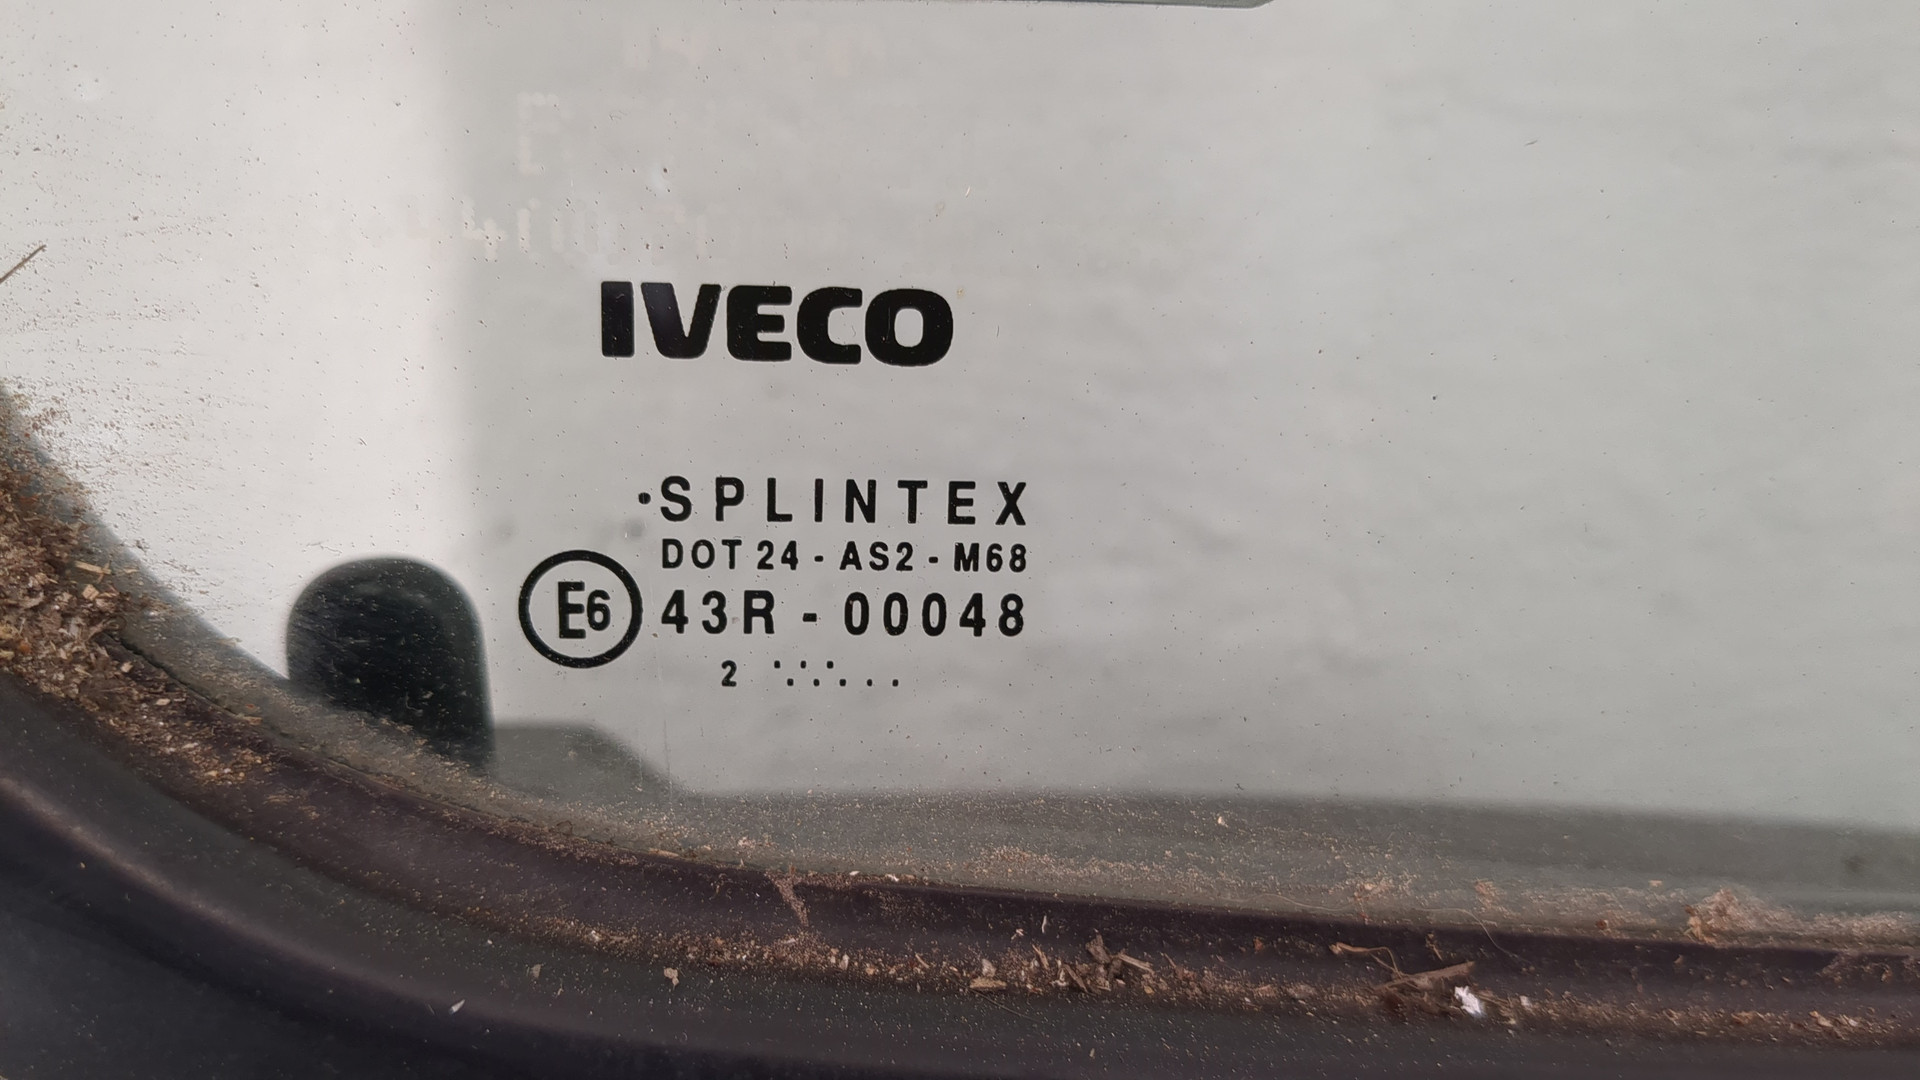 IVECO
·SPLINTEX
DOT 24 - AS2 - M68
E6 43R - 00048
2 ⋅:⋅:⋅...